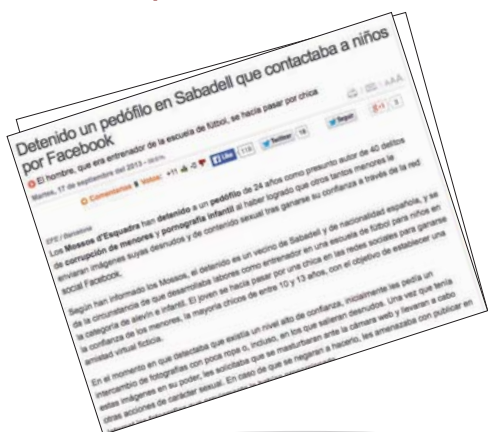 Detenido un pedófilo en Sabadell que contactaba a niños
por Facebook
El hombre, que era entrenador de la escuela de fútbol, se hacía pasar por chica
Martes, 17 de septiembre del 2013
Comentarios 8 Votos: +11 -0 Like 113 Twittear 16 Seguir +1 3
EFE / Barcelona
Los Mossos d'Esquadra han detenido a un pedófilo de 24 años como presunto autor de 40 delitos
de corrupción de menores y pornografía infantil al haber logrado que otros tantos menores le
enviaran imágenes suyas desnudos y de contenido sexual tras ganarse su confianza a través de la red
social Facebook.
Según han informado los Mossos, el detenido es un vecino de Sabadell y de nacionalidad española, y se
da la circunstancia de que desarrollaba labores como entrenador en una escuela de fútbol para niños en
la categoría de alevín e infantil. El joven se hacía pasar por una chica en las redes sociales para ganarse
la confianza de los menores, la mayoría chicos de entre 10 y 13 años, con el objetivo de establecer una
amistad virtual ficticia.
En el momento en que detectaba que existía un nivel alto de confianza, inicialmente les pedía un
intercambio de fotografías con poca ropa o, incluso, en los que salieran desnudos. Una vez que tenía
estas imágenes en su poder, les solicitaba que se masturbaran ante la cámara web y llevaran a cabo
otras acciones de carácter sexual. En caso de que se negaran a hacerlo, les amenazaba con publicar en